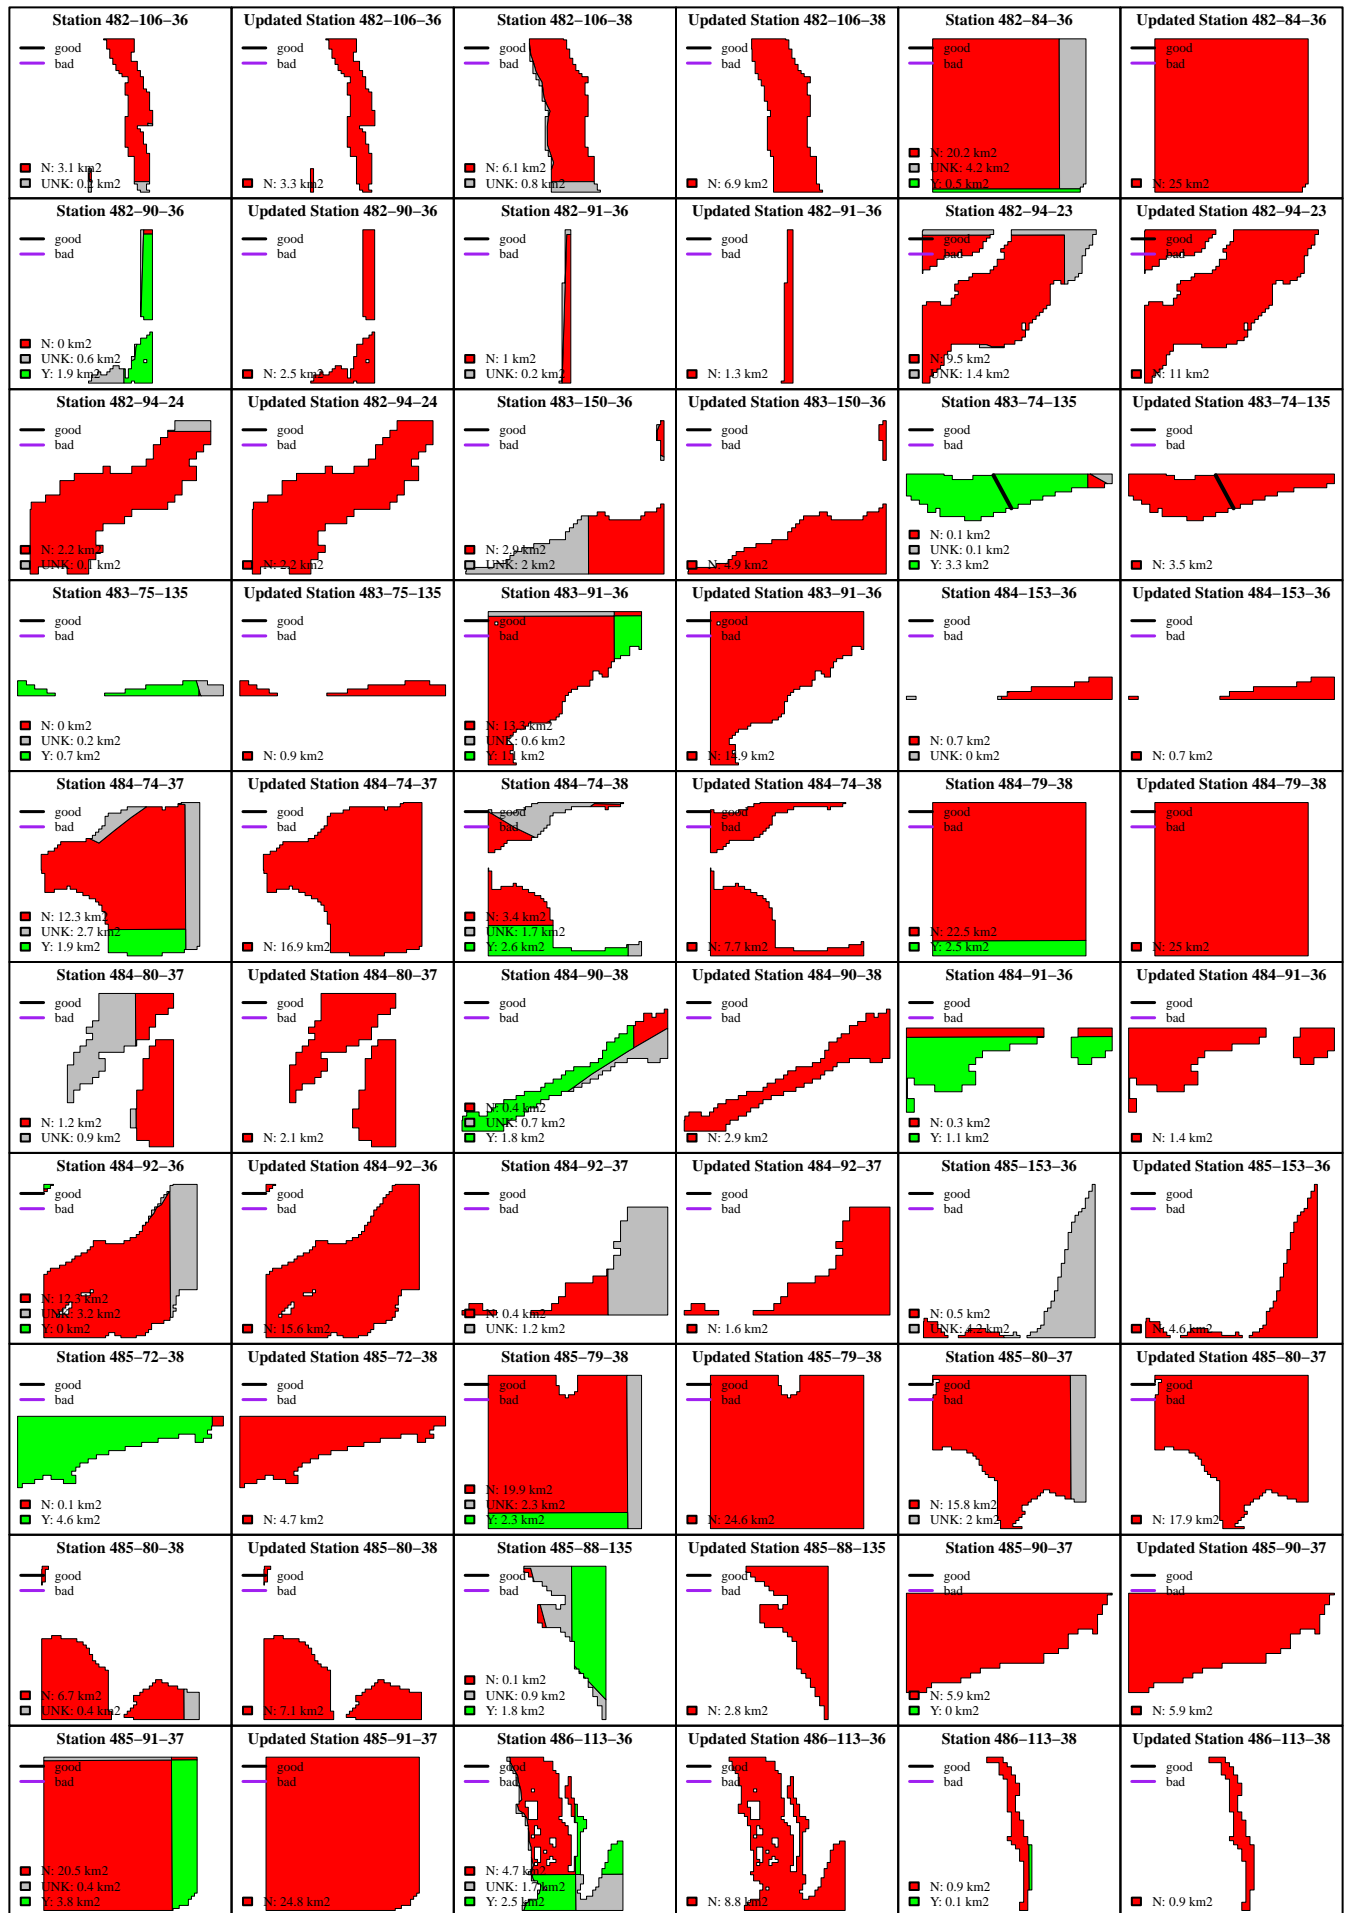 Station 482−106−36
good
bad
N: 3.1 km2
UNK: 0.2 km2
Updated Station 482−106−36
good
bad
N: 3.3 km2
Station 482−106−38
good
bad
N: 6.1 km2
UNK: 0.8 km2
Updated Station 482−106−38
good
bad
N: 6.9 km2
Station 482−84−36
good
bad
N: 20.2 km2
UNK: 4.2 km2
Y: 0.5 km2
Updated Station 482−84−36
good
bad
N: 25 km2
Station 482−90−36
good
bad
N: 0 km2
UNK: 0.6 km2
Y: 1.9 km2
Updated Station 482−90−36
good
bad
N: 2.5 km2
Station 482−91−36
good
bad
N: 1 km2
UNK: 0.2 km2
Updated Station 482−91−36
good
bad
N: 1.3 km2
Station 482−94−23
good
bad
N: 9.5 km2
UNK: 1.4 km2
Updated Station 482−94−23
good
bad
N: 11 km2
Station 482−94−24
good
bad
N: 2.2 km2
UNK: 0.1 km2
Updated Station 482−94−24
good
bad
N: 2.2 km2
Station 483−150−36
good
bad
N: 2.9 km2
UNK: 2 km2
Updated Station 483−150−36
good
bad
N: 4.9 km2
Station 483−74−135
good
bad
N: 0.1 km2
UNK: 0.1 km2
Y: 3.3 km2
Updated Station 483−74−135
good
bad
N: 3.5 km2
Station 483−75−135
good
bad
N: 0 km2
UNK: 0.2 km2
Y: 0.7 km2
Updated Station 483−75−135
good
bad
N: 0.9 km2
Station 483−91−36
good
bad
N: 13.3 km2
UNK: 0.6 km2
Y: 1.1 km2
Updated Station 483−91−36
good
bad
N: 14.9 km2
Station 484−153−36
good
bad
N: 0.7 km2
UNK: 0 km2
Updated Station 484−153−36
good
bad
N: 0.7 km2
Station 484−74−37
good
bad
N: 12.3 km2
UNK: 2.7 km2
Y: 1.9 km2
Updated Station 484−74−37
good
bad
N: 16.9 km2
Station 484−74−38
good
bad
N: 3.4 km2
UNK: 1.7 km2
Y: 2.6 km2
Updated Station 484−74−38
good
bad
N: 7.7 km2
Station 484−79−38
good
bad
N: 22.5 km2
Y: 2.5 km2
Updated Station 484−79−38
good
bad
N: 25 km2
Station 484−80−37
good
bad
N: 1.2 km2
UNK: 0.9 km2
Updated Station 484−80−37
good
bad
N: 2.1 km2
Station 484−90−38
good
bad
N: 0.4 km2
UNK: 0.7 km2
Y: 1.8 km2
Updated Station 484−90−38
good
bad
N: 2.9 km2
Station 484−91−36
good
bad
N: 0.3 km2
Y: 1.1 km2
Updated Station 484−91−36
good
bad
N: 1.4 km2
Station 484−92−36
good
bad
N: 12.3 km2
UNK: 3.2 km2
Y: 0 km2
Updated Station 484−92−36
good
bad
N: 15.6 km2
Station 484−92−37
good
bad
N: 0.4 km2
UNK: 1.2 km2
Updated Station 484−92−37
good
bad
N: 1.6 km2
Station 485−153−36
good
bad
N: 0.5 km2
UNK: 4.2 km2
Updated Station 485−153−36
good
bad
N: 4.6 km2
Station 485−72−38
good
bad
N: 0.1 km2
Y: 4.6 km2
Updated Station 485−72−38
good
bad
N: 4.7 km2
Station 485−79−38
good
bad
N: 19.9 km2
UNK: 2.3 km2
Y: 2.3 km2
Updated Station 485−79−38
good
bad
N: 24.6 km2
Station 485−80−37
good
bad
N: 15.8 km2
UNK: 2 km2
Updated Station 485−80−37
good
bad
N: 17.9 km2
Station 485−80−38
good
bad
N: 6.7 km2
UNK: 0.4 km2
Updated Station 485−80−38
good
bad
N: 7.1 km2
Station 485−88−135
good
bad
N: 0.1 km2
UNK: 0.9 km2
Y: 1.8 km2
Updated Station 485−88−135
good
bad
N: 2.8 km2
Station 485−90−37
good
bad
N: 5.9 km2
Y: 0 km2
Updated Station 485−90−37
good
bad
N: 5.9 km2
Station 485−91−37
good
bad
N: 20.5 km2
UNK: 0.4 km2
Y: 3.8 km2
Updated Station 485−91−37
good
bad
N: 24.8 km2
Station 486−113−36
good
bad
N: 4.7 km2
UNK: 1.7 km2
Y: 2.5 km2
Updated Station 486−113−36
good
bad
N: 8.8 km2
Station 486−113−38
good
bad
N: 0.9 km2
Y: 0.1 km2
Updated Station 486−113−38
good
bad
N: 0.9 km2